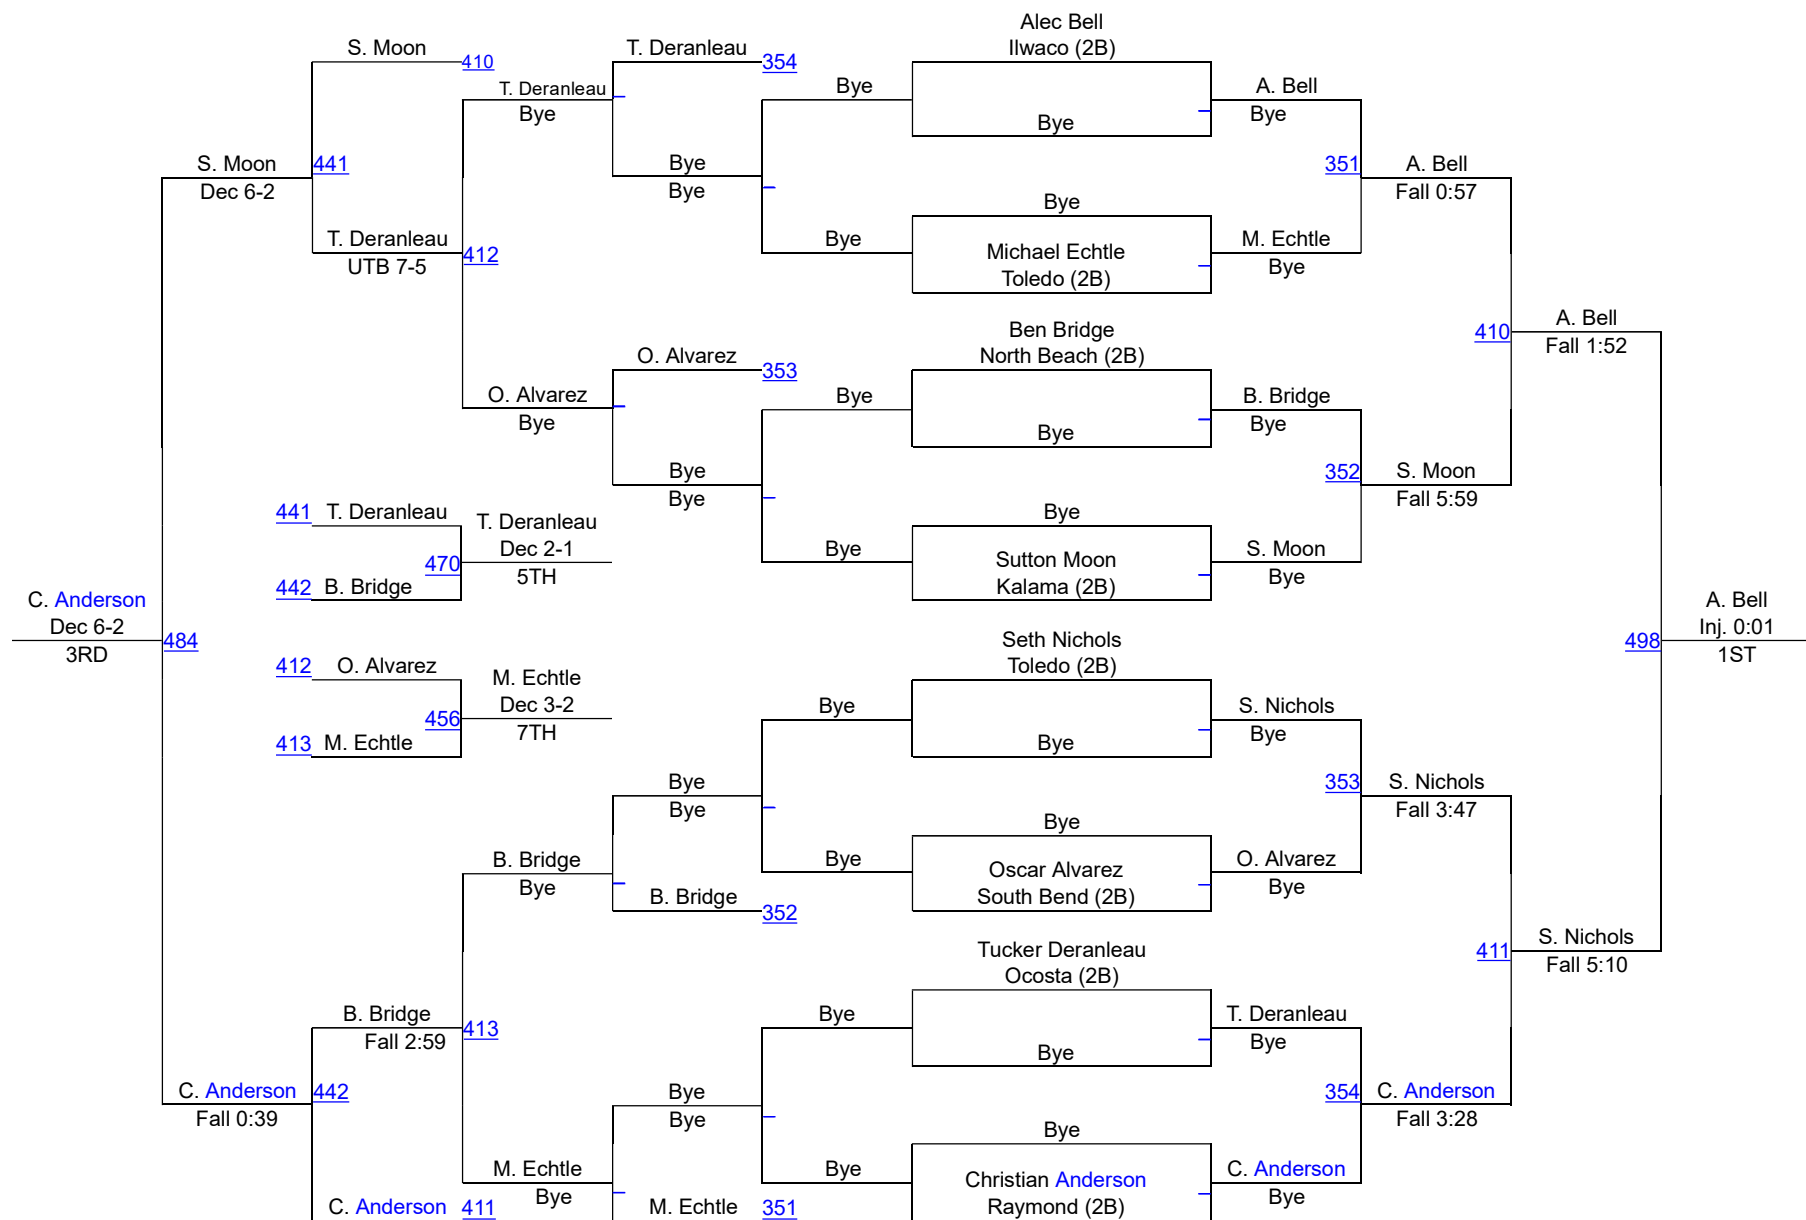 Alec Bell
S. Moon
T. Deranleau
Ilwaco (2B)
410
354
T. Deranleau
Bye
A. Bell
Bye
Bye
Bye
S. Moon
441
Bye
351
A. Bell
Dec 6-2
Bye
Fall 0:57
Bye
T. Deranleau
412
Bye
Michael Echtle
M. Echtle
UTB 7-5
Toledo (2B)
Bye
Ben Bridge
A. Bell
O. Alvarez
353
North Beach (2B)
410
Fall 1:52
O. Alvarez
Bye
B. Bridge
Bye
Bye
Bye
Bye
352
S. Moon
Bye
Fall 5:59
441
T. Deranleau
T. Deranleau
Bye
Dec 2-1
Bye
Sutton Moon
S. Moon
470
5TH
Kalama (2B)
Bye
442
B. Bridge
C. Anderson
A. Bell
Dec 6-2
484
Seth Nichols
498
Inj. 0:01
3RD
Toledo (2B)
1ST
412
O. Alvarez
M. Echtle
Dec 3-2
456
7TH
Bye
S. Nichols
413
M. Echtle
Bye
Bye
Bye
353
S. Nichols
Bye
Fall 3:47
Bye
B. Bridge
Bye
Oscar Alvarez
O. Alvarez
Bye
South Bend (2B)
Bye
B. Bridge
352
Tucker Deranleau
411
S. Nichols
Ocosta (2B)
Fall 5:10
B. Bridge
413
Bye
T. Deranleau
Fall 2:59
Bye
Bye
C. Anderson
442
Bye
354
C. Anderson
Fall 0:39
Bye
Fall 3:28
Bye
M. Echtle
Bye
Christian Anderson
C. Anderson
Bye
Raymond (2B)
Bye
C. Anderson
411
M. Echtle
351